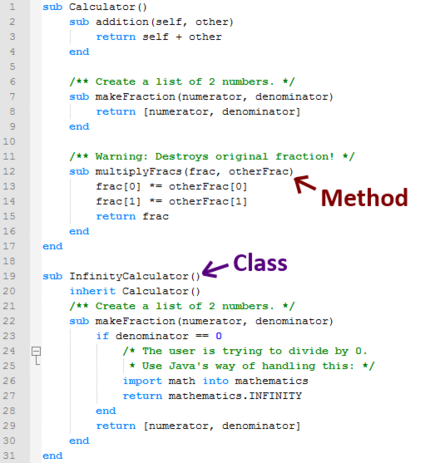 1 sub Calculator()
2 sub addition(self, other)
3 return self + other
4 end
5
6 /** Create a list of 2 numbers. */
7 sub makeFraction(numerator, denominator)
8 return [numerator, denominator]
9 end
10
11 /** Warning: Destroys original fraction! */
12 sub multiplyFracs(frac, otherFrac)
13 frac[0] *= otherFrac[0]
14 frac[1] *= otherFrac[1]
Method
15 return frac
16 end
17 end
18
Class
19 sub InfinityCalculator()
20 inherit Calculator()
21 /** Create a list of 2 numbers. */
22 sub makeFraction(numerator, denominator)
23 if denominator == 0
24 /* The user is trying to divide by 0.
25 * Use Java's way of handling this: */
26 import math into mathematics
27 return mathematics.INFINITY
28 end
29 return [numerator, denominator]
30 end
31 end